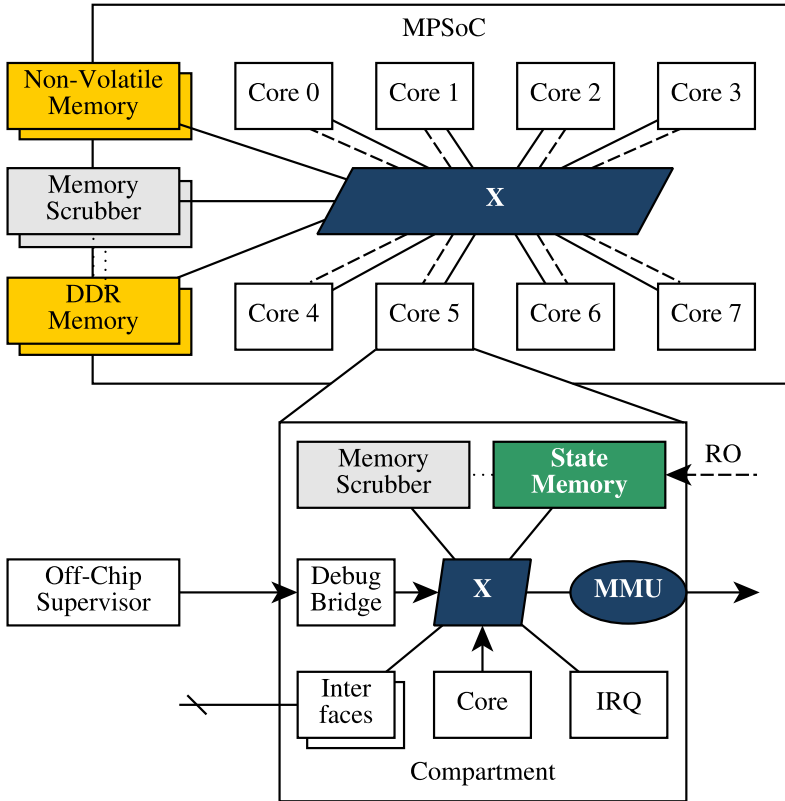 MPSoC
Non-Volatile
Memory
Core 0
Core 1
Core 2
Core 3
Memory
Scrubber
X
DDR
Memory
Core 4
Core 5
Core 6
Core 7
Memory
Scrubber
State
Memory
RO
Off-Chip
Supervisor
Debug
Bridge
X
MMU
Inter
faces
Core
IRQ
Compartment